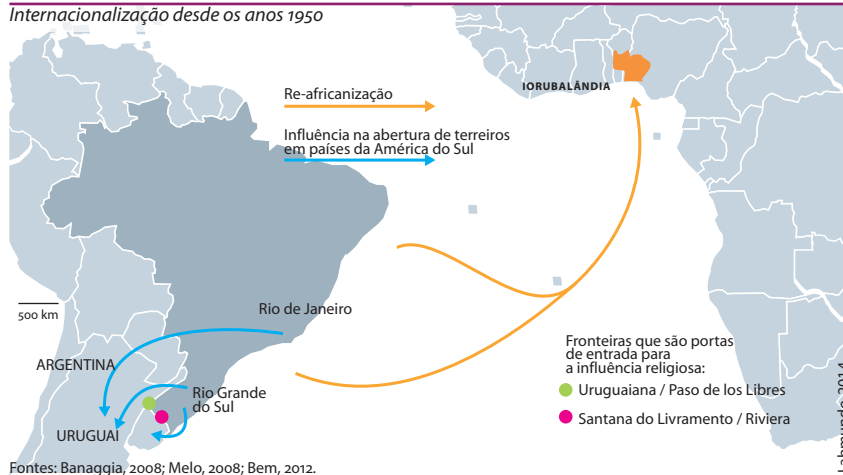 Internacionalização desde os anos 1950
IORUBALÂNDIA
Re-africanização
Influência na abertura de terreiros
em países da América do Sul
500 km
Rio de Janeiro
ARGENTINA
Rio Grande
do Sul
URUGUAI
Fronteiras que são portas
de entrada para
a influência religiosa:
Uruguaiana / Paso de los Libres
Santana do Livramento / Riviera
Fontes: Banaggia, 2008; Melo, 2008; Bem, 2012.
Labmundo, 2014